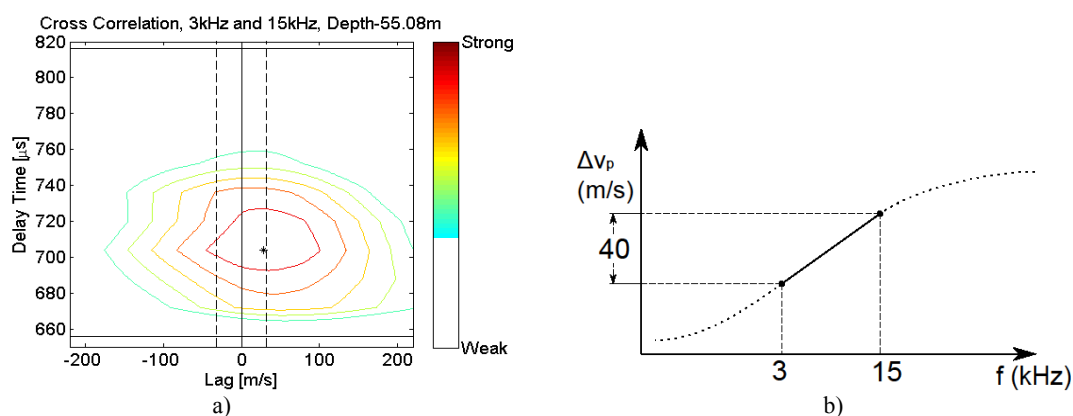 Cross Correlation, 3kHz and 15kHz, Depth-55.08m
820
800
780
760
740
720
700
680
660
Delay Time [µs]
-200 -100 0 100 200
Lag [m/s]
Strong
Weak
a)
Δvₚ
(m/s)
40
3 15 f (kHz)
b)